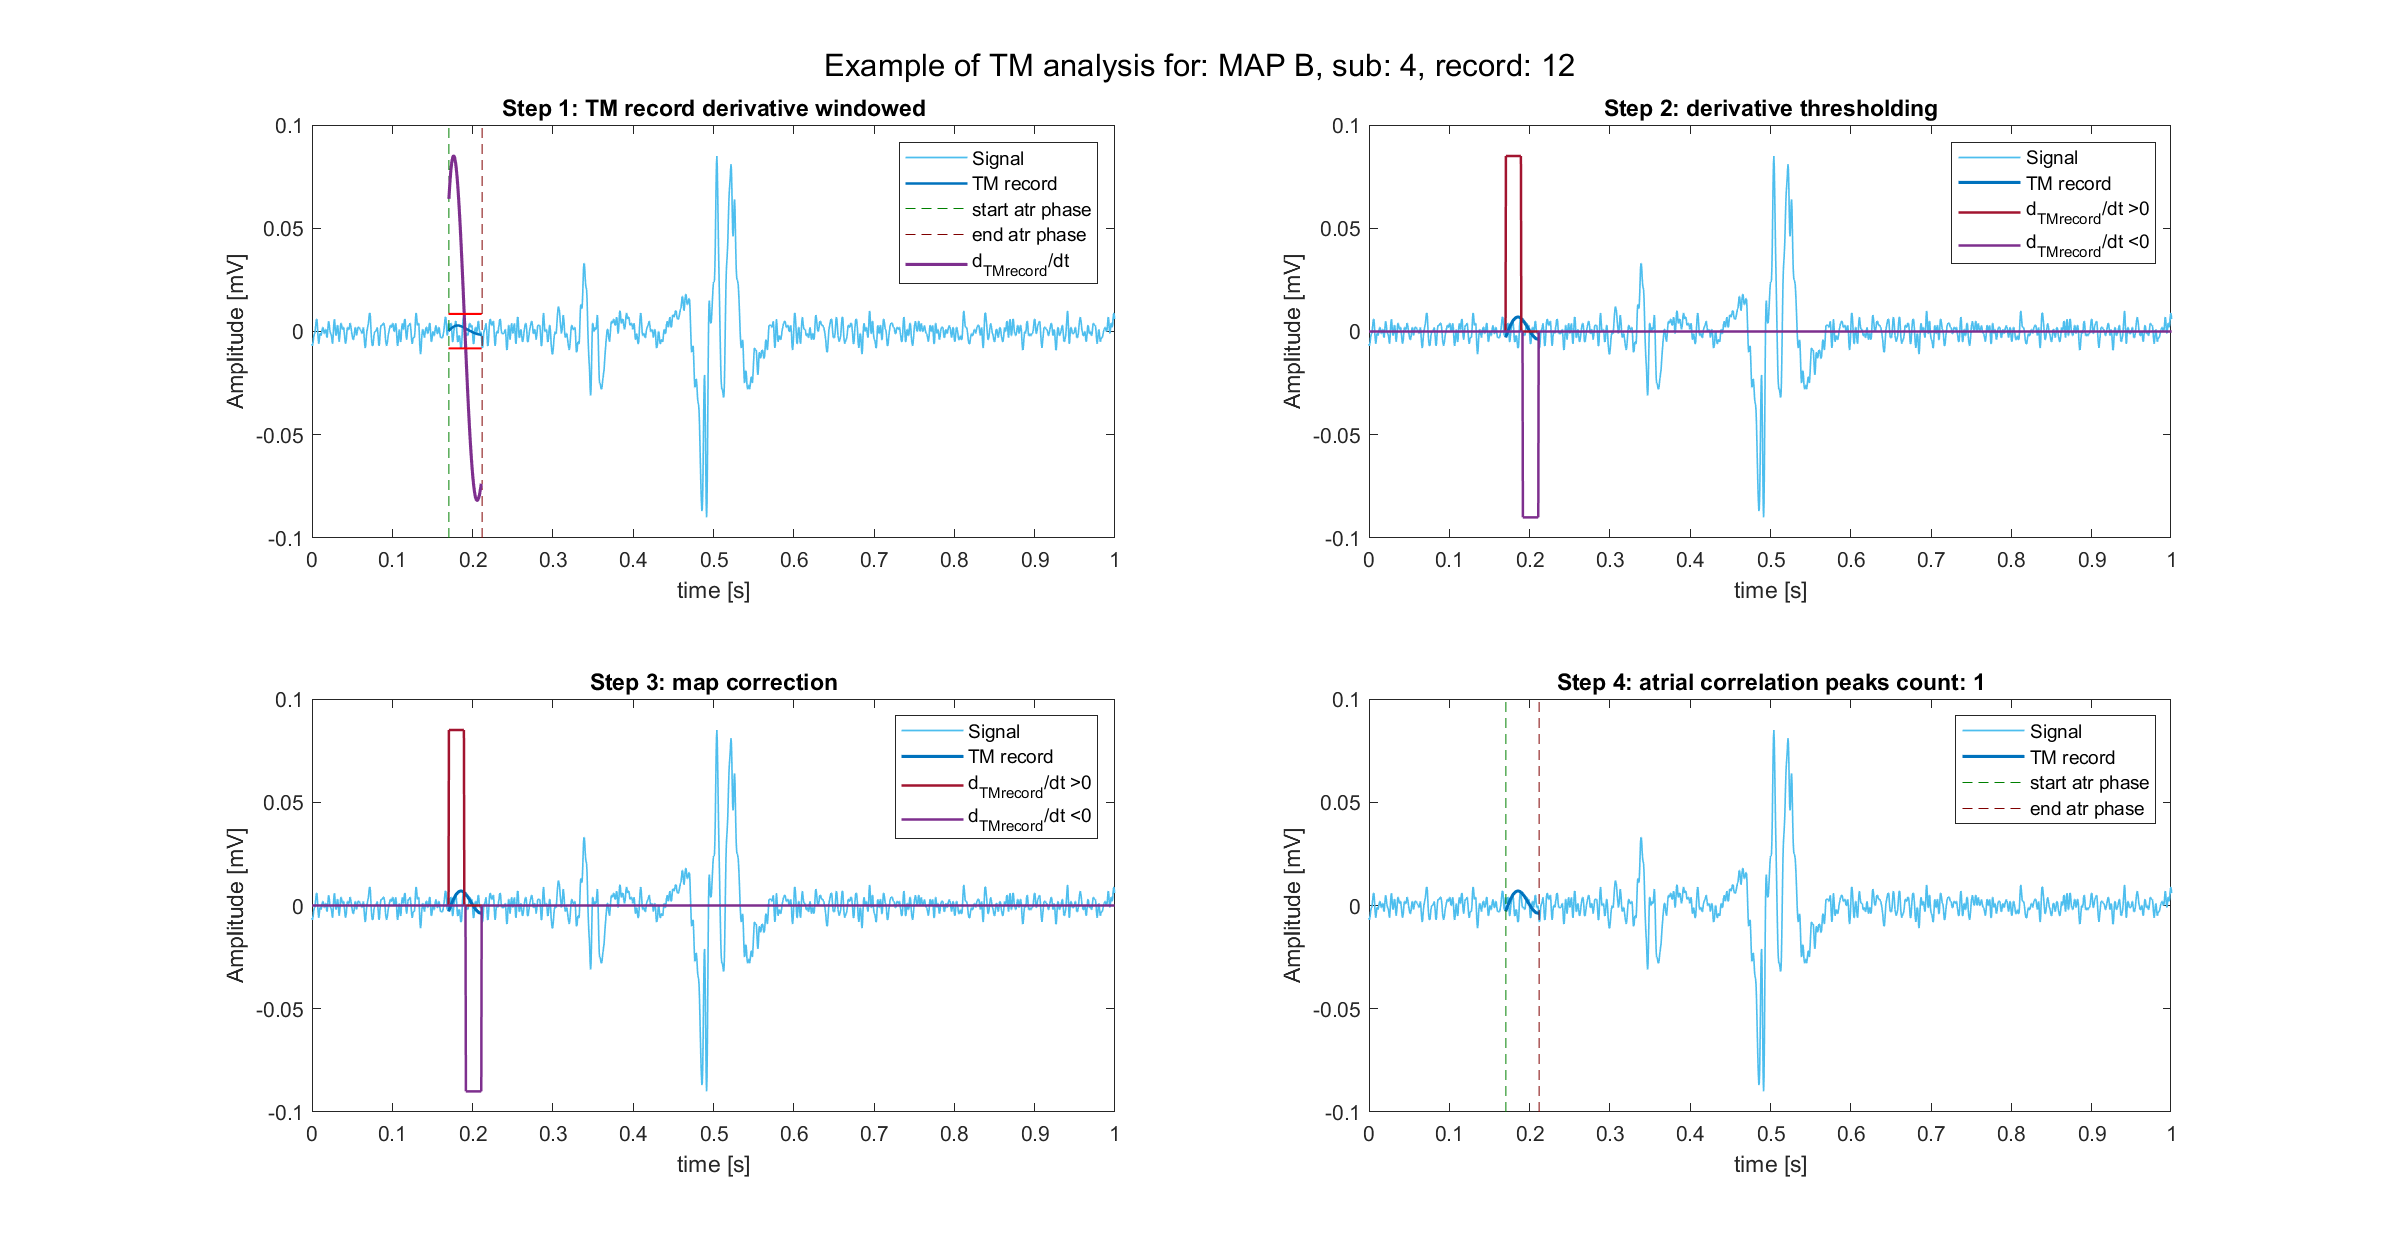 Example of TM analysis for: MAP B, sub: 4, record: 12
Step 1: TM record derivative windowed
0.1
0.05
0
-0.05
-0.1
Amplitude [mV]
0 0.1 0.2 0.3 0.4 0.5 0.6 0.7 0.8 0.9 1
time [s]
Signal
TM record
start atr phase
end atr phase
dTMrecord/dt
Step 2: derivative thresholding
0.1
0.05
0
-0.05
-0.1
Amplitude [mV]
0 0.1 0.2 0.3 0.4 0.5 0.6 0.7 0.8 0.9 1
time [s]
Signal
TM record
dTMrecord/dt >0
dTMrecord/dt <0
Step 3: map correction
0.1
0.05
0
-0.05
-0.1
Amplitude [mV]
0 0.1 0.2 0.3 0.4 0.5 0.6 0.7 0.8 0.9 1
time [s]
Signal
TM record
dTMrecord/dt >0
dTMrecord/dt <0
Step 4: atrial correlation peaks count: 1
0.1
0.05
0
-0.05
-0.1
Amplitude [mV]
0 0.1 0.2 0.3 0.4 0.5 0.6 0.7 0.8 0.9 1
time [s]
Signal
TM record
start atr phase
end atr phase